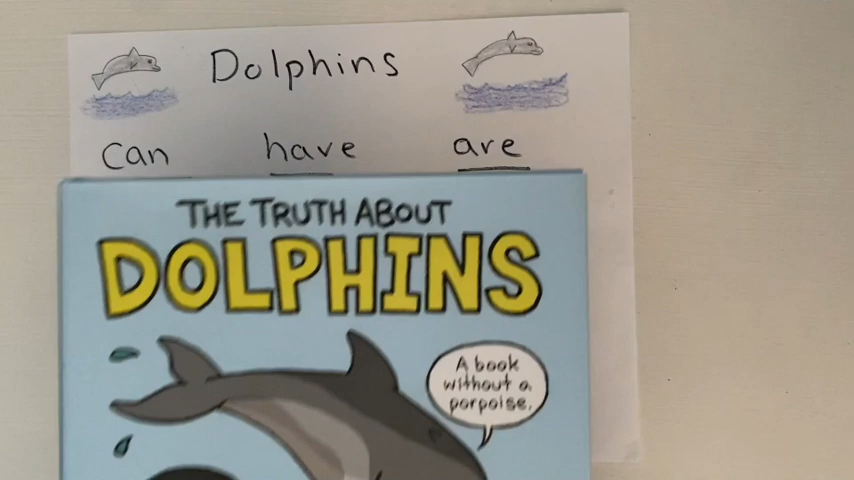 Dolphins
can have are
THE TRUTH ABOUT
DOLPHINS
A book
without a
porpoise.